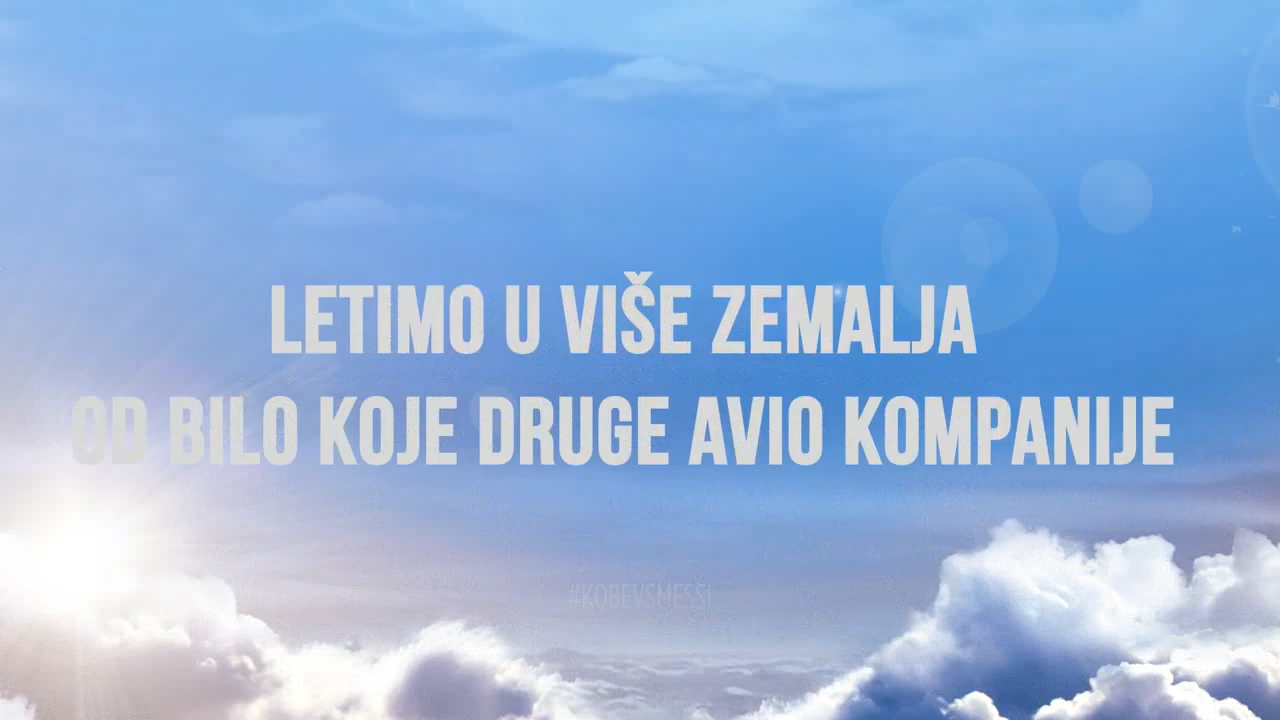 LETIMO U VIŠE ZEMALJA
OD BILO KOJE DRUGE AVIO KOMPANIJE
#KOBEVSMESSI